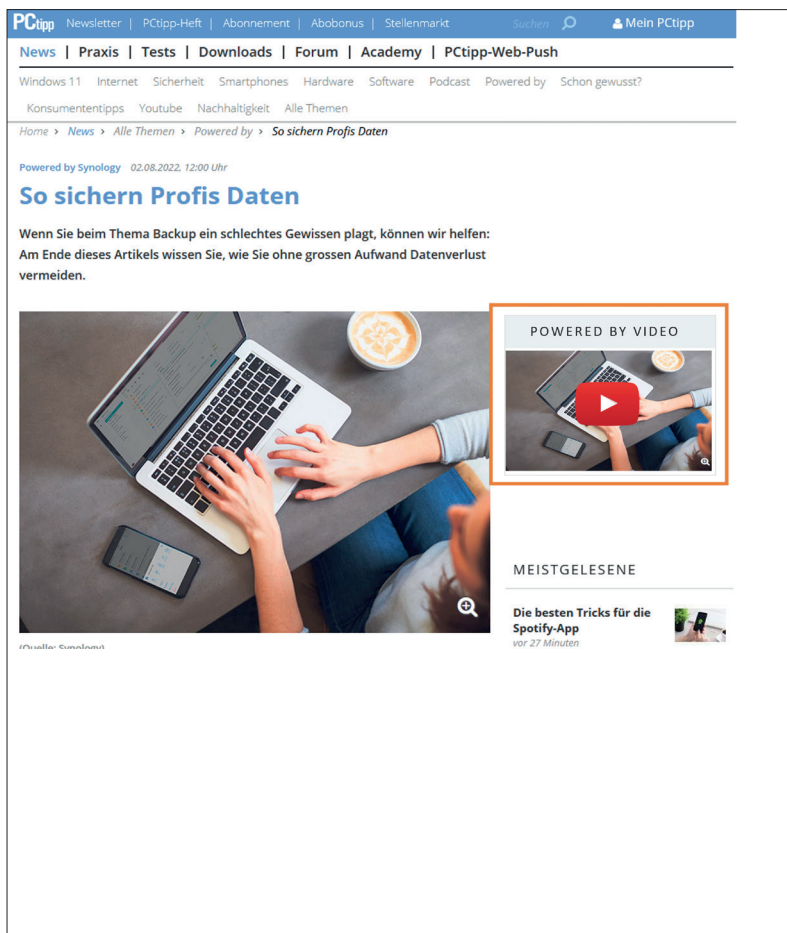 PCtipp Newsletter | PCtipp-Heft | Abonnement | Abobonus | Stellenmarkt Suchen Mein PCtipp
News | Praxis | Tests | Downloads | Forum | Academy | PCtipp-Web-Push
Windows 11 Internet Sicherheit Smartphones Hardware Software Podcast Powered by Schon gewusst?
Konsumententipps Youtube Nachhaltigkeit Alle Themen
Home > News > Alle Themen > Powered by > So sichern Profis Daten
Powered by Synology 02.08.2022, 12:00 Uhr
So sichern Profis Daten
Wenn Sie beim Thema Backup ein schlechtes Gewissen plagt, können wir helfen:
Am Ende dieses Artikels wissen Sie, wie Sie ohne grossen Aufwand Datenverlust
vermeiden.
POWERED BY VIDEO
(Quelle: Synology)
MEISTGELESENE
Die besten Tricks für die
Spotify-App
vor 27 Minuten